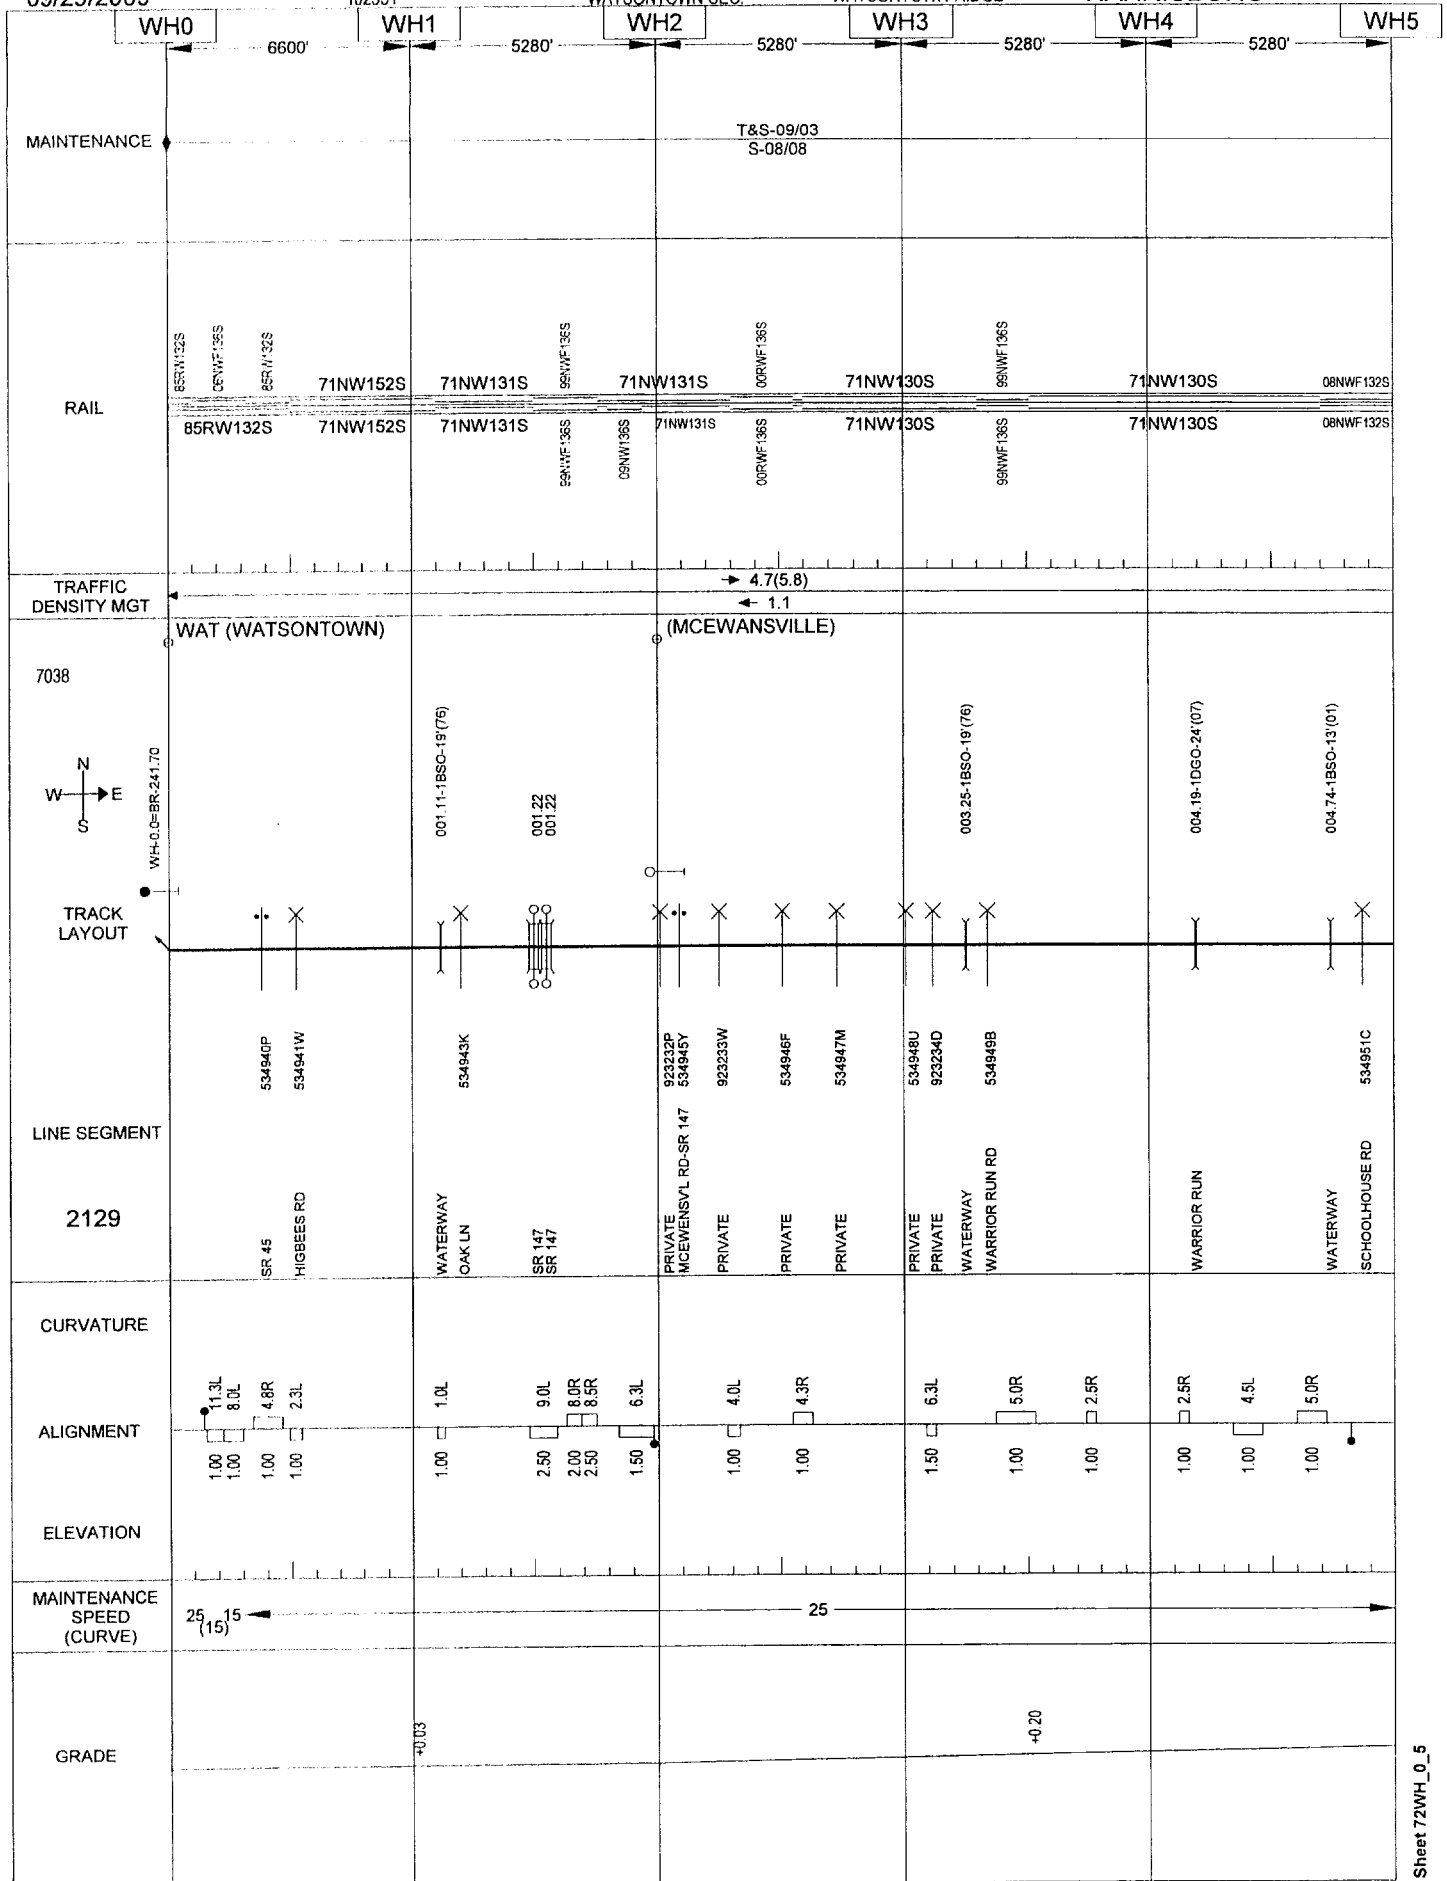 WH0 WH1 WH2 WH3 WH4 WH5
6600' 5280' 5280' 5280' 5280'
MAINTENANCE
T&S-09/03
S-08/08
85RW132S 85RW132S 99NWF136S 00RWF136S 99NWF136S
71NW152S 71NW131S 71NW131S 71NW130S 71NW130S 08NWF132S
RAIL
85RW132S 71NW152S 71NW131S 71NW131S 71NW130S 71NW130S 08NWF132S
99NWF136S 09NW136S 00RWF136S 99NWF136S
TRAFFIC
DENSITY MGT
4.7(5.8)
1.1
WAT (WATSONTOWN) (MCEWANSVILLE)
7038
N
W E
S
WH-0.0=BR-241.70
001.11-1BSO-19'(76)
001.22
001.22
003.25-1BSO-19'(76)
004.19-1DGO-24'(07)
004.74-1BSO-13'(01)
TRACK
LAYOUT
534940P
534941W
534943K
923232P
534945Y
923233W
534946F
534947M
534948U
923234D
534949B
534951C
LINE SEGMENT
2129
SR 45
HIGBEES RD
WATERWAY
OAK LN
SR 147
SR 147
PRIVATE
MCEWENSV'L RD-SR 147
PRIVATE
PRIVATE
PRIVATE
PRIVATE
PRIVATE
WATERWAY
WARRIOR RUN RD
WARRIOR RUN
WATERWAY
SCHOOLHOUSE RD
CURVATURE
11.3L 8.0L 4.8R 2.3L 1.0L 9.0L 8.0R 8.5R 6.3L 4.0L 4.3R 6.3L 5.0R 2.5R 2.5R 4.5L 5.0R
ALIGNMENT
1.00 1.00 1.00 1.00 1.00 2.50 2.00 2.50 1.50 1.00 1.00 1.50 1.00 1.00 1.00 1.00 1.00
ELEVATION
MAINTENANCE
SPEED
(CURVE)
25 15
(15)
25
GRADE
+0.03
+0.20
Sheet 72WH_0_5